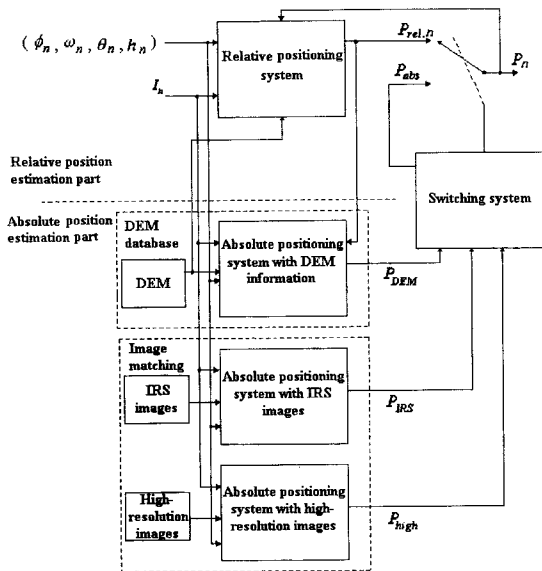 ( ϕn , ωn , θn , hn )
In
Relative positioning
system
Prel.n
Pabs
Pn
Relative position
estimation part
Switching system
Absolute position
estimation part
DEM
database
DEM
Absolute positioning
system with DEM
information
PDEM
Image
matching
IRS
images
Absolute positioning
system with IRS
images
PIRS
High-
resolution
images
Absolute positioning
system with high-
resolution images
Phigh